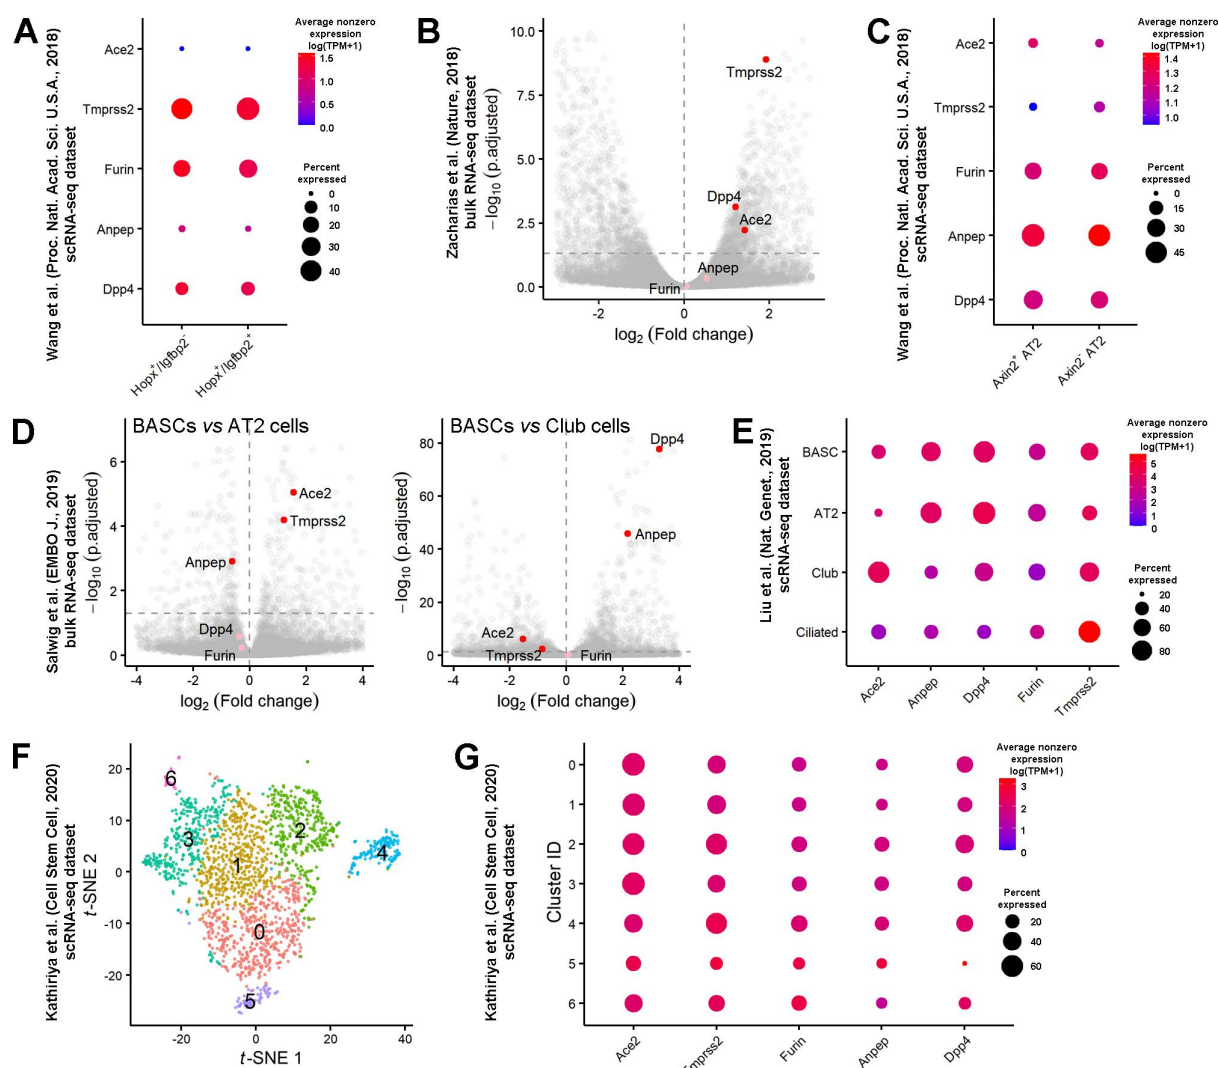 A
Wang et al. (Proc. Natl. Acad. Sci. U.S.A., 2018)
scRNA-seq dataset
Ace2
Tmprss2
Furin
Anpep
Dpp4
Hopx+/Igfbp2-
Hopx+/Igfbp2+
Average nonzero
expression
log(TPM+1)
1.5
1.0
0.5
0.0
Percent
expressed
0
10
20
30
40
B
Zacharias et al. (Nature, 2018)
bulk RNA-seq dataset
−log10 (p.adjusted)
10.0
7.5
5.0
2.5
0.0
Tmprss2
Dpp4
Ace2
Anpep
Furin
-2
0
2
log2 (Fold change)
C
Wang et al. (Proc. Natl. Acad. Sci. U.S.A., 2018)
scRNA-seq dataset
Ace2
Tmprss2
Furin
Anpep
Dpp4
Axin2+ AT2
Axin2- AT2
Average nonzero
expression
log(TPM+1)
1.4
1.3
1.2
1.1
1.0
Percent
expressed
0
15
30
45
D
Salwig et al. (EMBO J., 2019)
bulk RNA-seq dataset
−log10 (p.adjusted)
BASCs vs AT2 cells
6
4
2
0
Ace2
Tmprss2
Anpep
Dpp4
Furin
-4
-2
0
2
4
log2 (Fold change)
BASCs vs Club cells
−log10 (p.adjusted)
80
60
40
20
0
Dpp4
Anpep
Ace2
Tmprss2
Furin
-4
-2
0
2
4
log2 (Fold change)
E
Liu et al. (Nat. Genet., 2019)
scRNA-seq dataset
BASC
AT2
Club
Ciliated
Ace2
Anpep
Dpp4
Furin
Tmprss2
Average nonzero
expression
log(TPM+1)
5
4
3
2
1
0
Percent
expressed
20
40
60
80
F
Kathiriya et al. (Cell Stem Cell, 2020)
scRNA-seq dataset
t-SNE 2
20
10
0
-10
-20
6
3
2
1
4
0
5
-20
0
20
40
t-SNE 1
G
Kathiriya et al. (Cell Stem Cell, 2020)
scRNA-seq dataset
Cluster ID
0
1
2
3
4
5
6
Ace2
Tmprss2
Furin
Anpep
Dpp4
Average nonzero
expression
log(TPM+1)
3
2
1
0
Percent
expressed
20
40
60